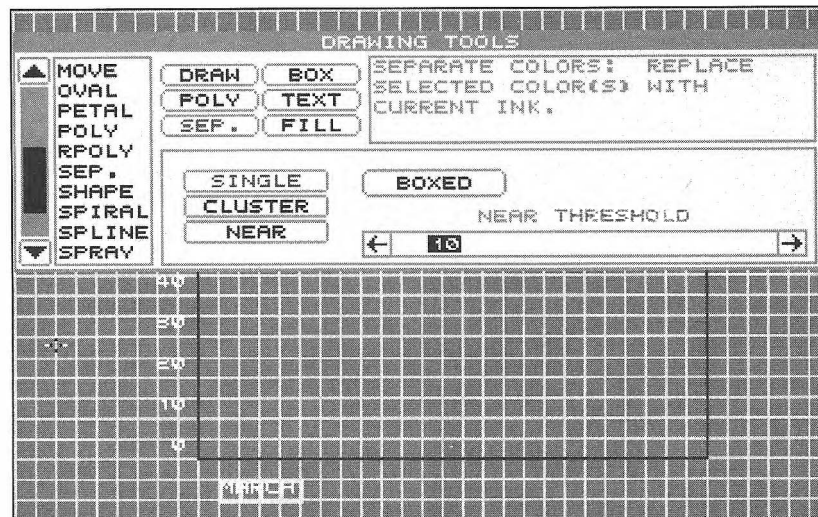 DRAWING TOOLS
MOVE
OVAL
PETAL
POLY
RPOLY
SEP.
SHAPE
SPIRAL
SPLINE
SPRAY
DRAW BOX
POLY TEXT
SEP. FILL
SEPARATE COLORS: REPLACE
SELECTED COLOR(S) WITH
CURRENT INK.
SINGLE
CLUSTER
NEAR
BOXED
NEAR THRESHOLD
10
40
30
20
10
0
MARCH